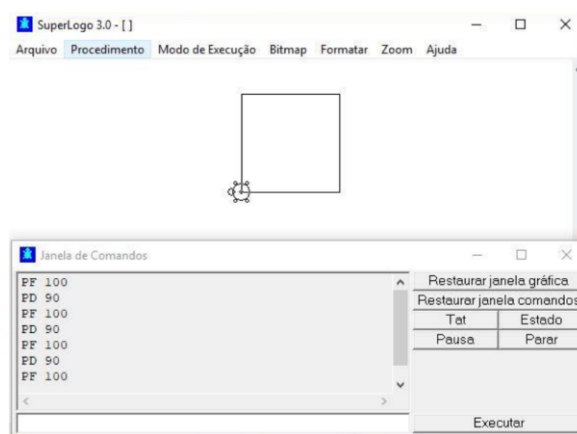 SuperLogo 3.0 - [ ]
Arquivo Procedimento Modo de Execução Bitmap Formatar Zoom Ajuda
Janela de Comandos
PF 100
PD 90
PF 100
PD 90
PF 100
PD 90
PF 100
Restaurar janela gráfica
Restaurar janela comandos
Tat Estado
Pausa Parar
Executar